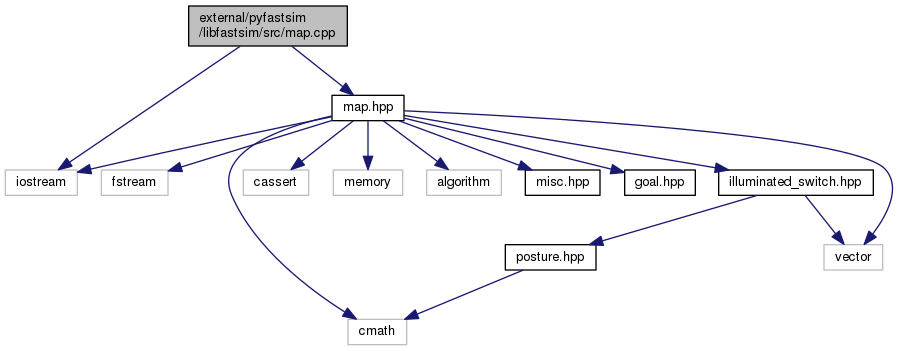 external/pyfastsim
/libfastsim/src/map.cpp
map.hpp
iostream
fstream
cassert
memory
algorithm
misc.hpp
goal.hpp
illuminated_switch.hpp
posture.hpp
vector
cmath